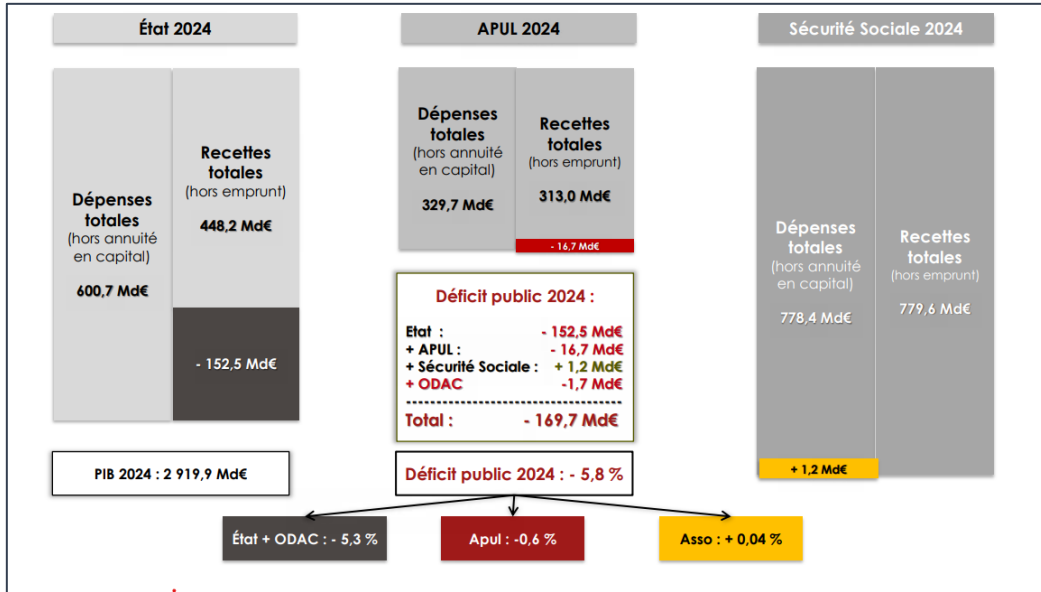 État 2024
APUL 2024
Sécurité Sociale 2024
Dépenses
totales
(hors annuité
en capital)
600,7 Md€
Recettes
totales
(hors emprunt)
448,2 Md€
- 152,5 Md€
Dépenses
totales
(hors annuité
en capital)
329,7 Md€
Recettes
totales
(hors emprunt)
313,0 Md€
- 16,7 Md€
Dépenses
totales
(hors annuité
en capital)
778,4 Md€
Recettes
totales
(hors emprunt)
779,6 Md€
+ 1,2 Md€
Déficit public 2024 :
Etat : - 152,5 Md€
+ APUL : - 16,7 Md€
+ Sécurité Sociale : + 1,2 Md€
+ ODAC -1,7 Md€
Total : - 169,7 Md€
PIB 2024 : 2 919,9 Md€
Déficit public 2024 : - 5,8 %
État + ODAC : - 5,3 %
Apul : -0,6 %
Asso : + 0,04 %